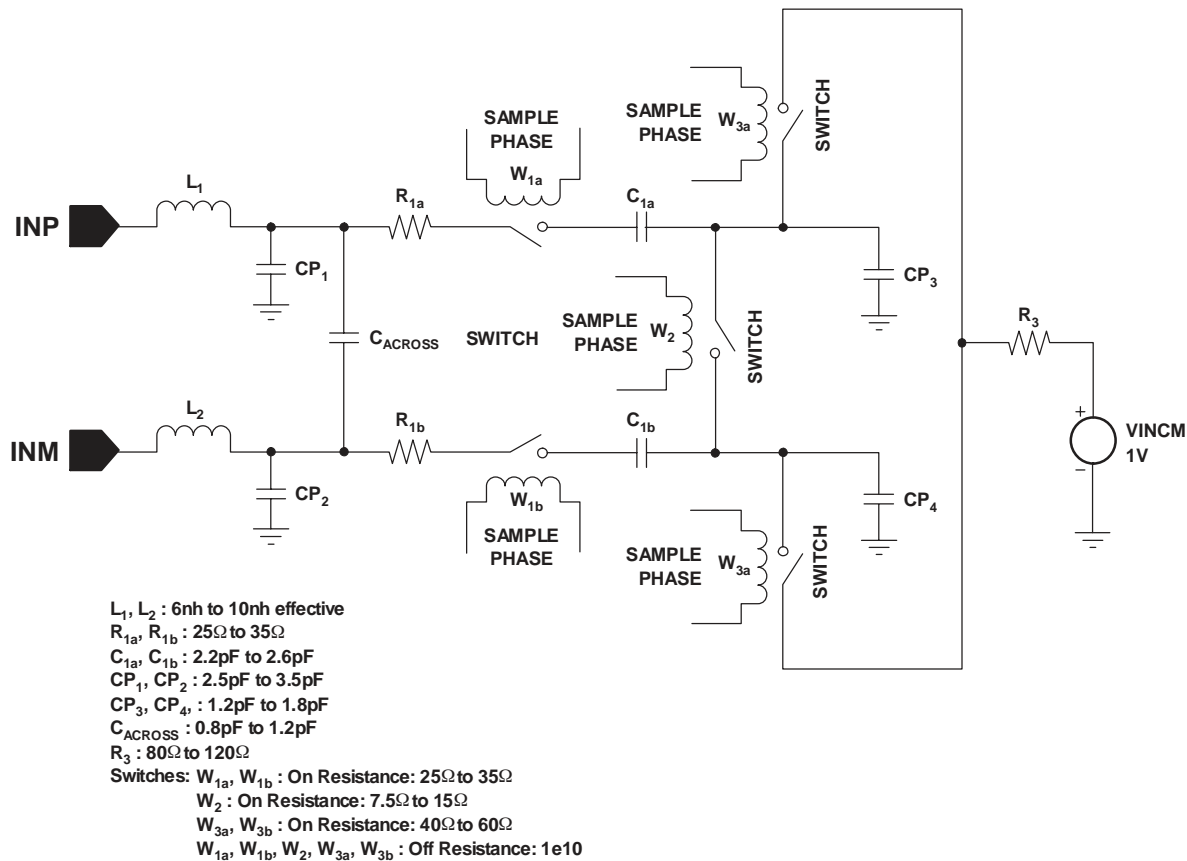 SAMPLE
PHASE
W3a
SWITCH
SAMPLE
PHASE
W1a
L1
R1a
C1a
INP
CP1
CP3
SAMPLE
PHASE
W2
SWITCH
R3
CACROSS
SWITCH
L2
R1b
C1b
+
VINCM
1V
–
INM
CP2
W1b
CP4
SAMPLE
PHASE
SAMPLE
PHASE
W3a
SWITCH
L1, L2 : 6nh to 10nh effective
R1a, R1b : 25Ω to 35Ω
C1a, C1b : 2.2pF to 2.6pF
CP1, CP2 : 2.5pF to 3.5pF
CP3, CP4, : 1.2pF to 1.8pF
CACROSS : 0.8pF to 1.2pF
R3 : 80Ω to 120Ω
Switches: W1a, W1b : On Resistance: 25Ω to 35Ω
W2 : On Resistance: 7.5Ω to 15Ω
W3a, W3b : On Resistance: 40Ω to 60Ω
W1a, W1b, W2, W3a, W3b : Off Resistance: 1e10